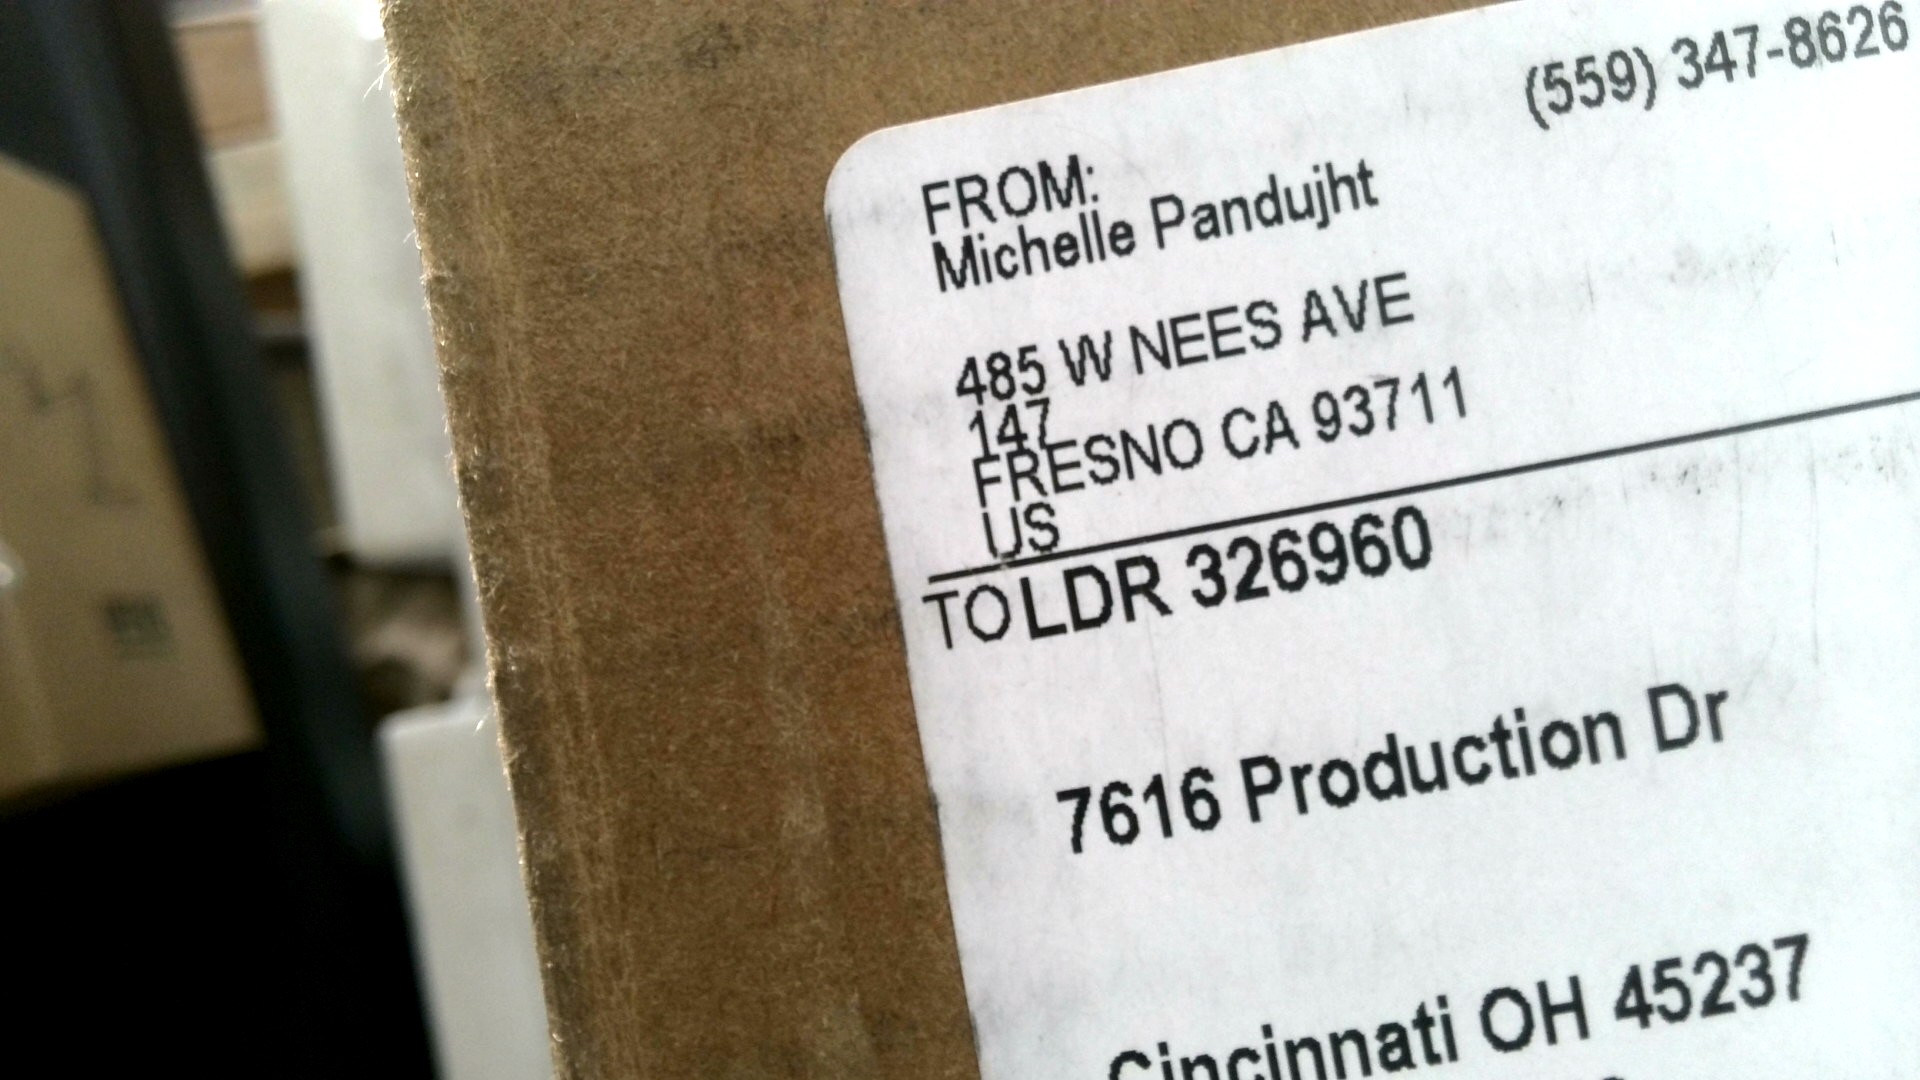 (559) 347-8626
FROM:
Michelle Pandujht
485 W NEES AVE
147
FRESNO CA 93711
US
TO LDR 326960
7616 Production Dr
Cincinnati OH 45237